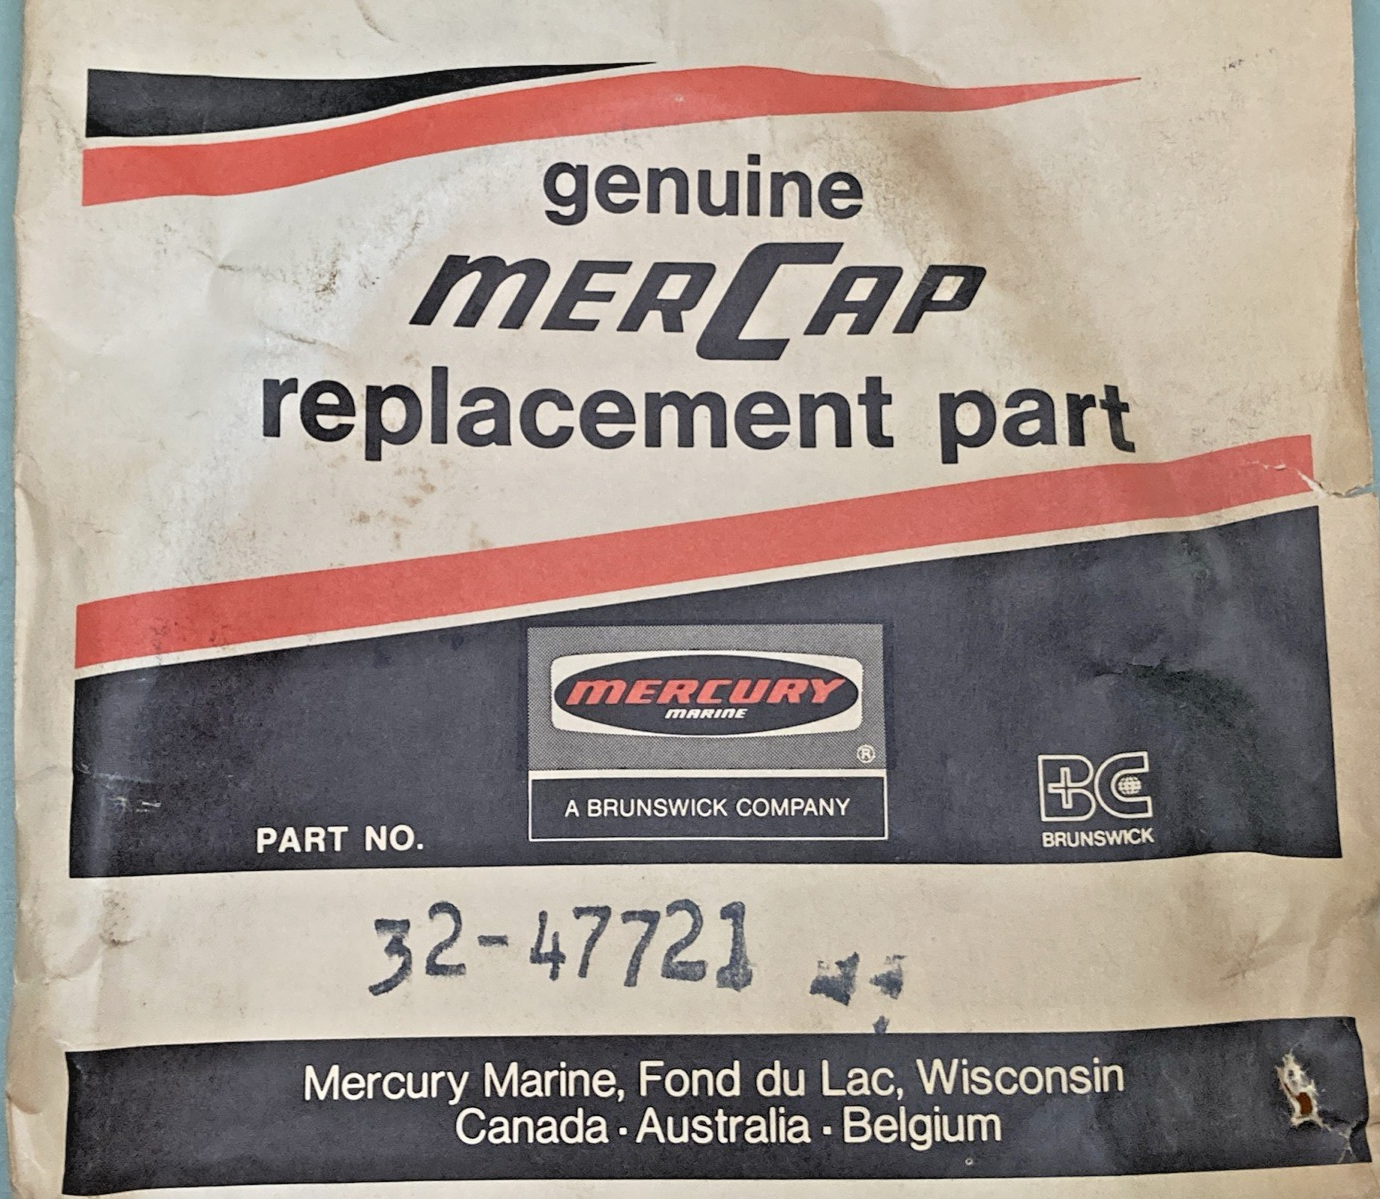 genuine
MERCAP
replacement part
MERCURY
MARINE
®
A BRUNSWICK COMPANY
BC
BRUNSWICK
PART NO.
32-47721
Mercury Marine, Fond du Lac, Wisconsin
Canada · Australia · Belgium